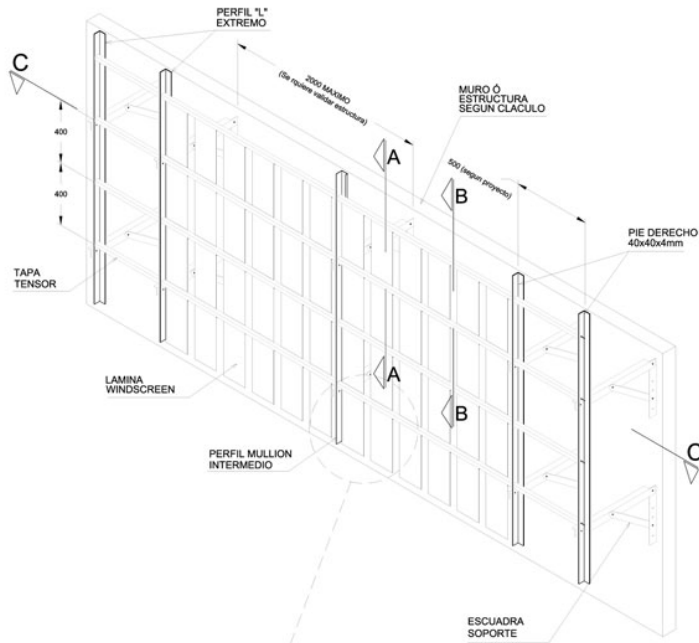 PERFIL "L"
EXTREMO
C
2000 MAXIMO
(Se rquiere validar estructura)
MURO Ó
ESTRUCTURA
SEGUN CLACULO
400
A
500 (segun proyecto)
B
400
PIE DERECHO
40x40x4mm
TAPA
TENSOR
A
LAMINA
WINDSCREEN
B
PERFIL MULLION
INTERMEDIO
C
ESCUADRA
SOPORTE